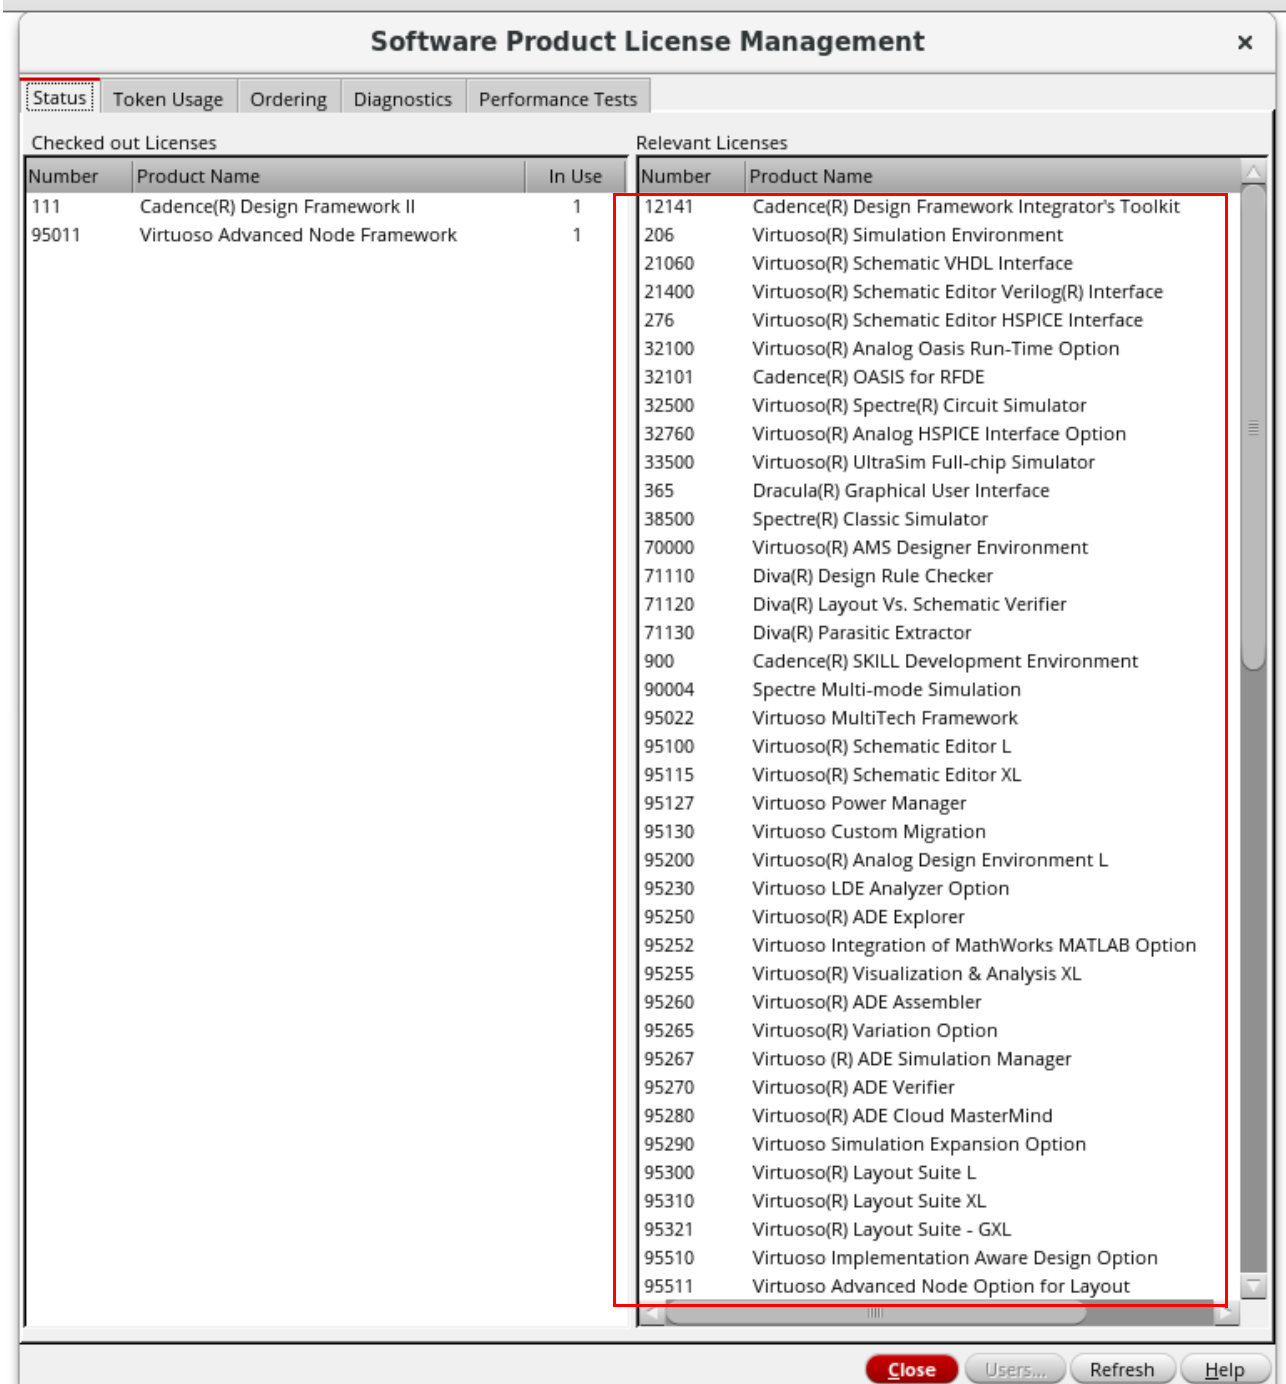 Software Product License Management
Status Token Usage Ordering Diagnostics Performance Tests
Checked out Licenses
Number Product Name In Use
111 Cadence(R) Design Framework II 1
95011 Virtuoso Advanced Node Framework 1
Relevant Licenses
Number Product Name
12141 Cadence(R) Design Framework Integrator's Toolkit
206 Virtuoso(R) Simulation Environment
21060 Virtuoso(R) Schematic VHDL Interface
21400 Virtuoso(R) Schematic Editor Verilog(R) Interface
276 Virtuoso(R) Schematic Editor HSPICE Interface
32100 Virtuoso(R) Analog Oasis Run-Time Option
32101 Cadence(R) OASIS for RFDE
32500 Virtuoso(R) Spectre(R) Circuit Simulator
32760 Virtuoso(R) Analog HSPICE Interface Option
33500 Virtuoso(R) UltraSim Full-chip Simulator
365 Dracula(R) Graphical User Interface
38500 Spectre(R) Classic Simulator
70000 Virtuoso(R) AMS Designer Environment
71110 Diva(R) Design Rule Checker
71120 Diva(R) Layout Vs. Schematic Verifier
71130 Diva(R) Parasitic Extractor
900 Cadence(R) SKILL Development Environment
90004 Spectre Multi-mode Simulation
95022 Virtuoso MultiTech Framework
95100 Virtuoso(R) Schematic Editor L
95115 Virtuoso(R) Schematic Editor XL
95127 Virtuoso Power Manager
95130 Virtuoso Custom Migration
95200 Virtuoso(R) Analog Design Environment L
95230 Virtuoso LDE Analyzer Option
95250 Virtuoso(R) ADE Explorer
95252 Virtuoso Integration of MathWorks MATLAB Option
95255 Virtuoso(R) Visualization & Analysis XL
95260 Virtuoso(R) ADE Assembler
95265 Virtuoso(R) Variation Option
95267 Virtuoso (R) ADE Simulation Manager
95270 Virtuoso(R) ADE Verifier
95280 Virtuoso(R) ADE Cloud MasterMind
95290 Virtuoso Simulation Expansion Option
95300 Virtuoso(R) Layout Suite L
95310 Virtuoso(R) Layout Suite XL
95321 Virtuoso(R) Layout Suite - GXL
95510 Virtuoso Implementation Aware Design Option
95511 Virtuoso Advanced Node Option for Layout
Close Users... Refresh Help